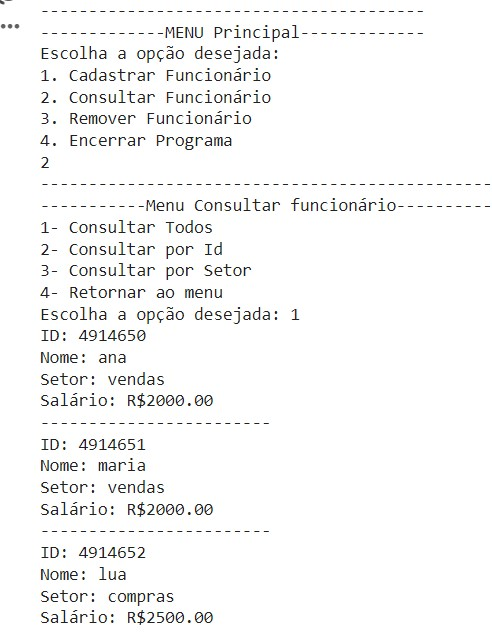 ----------------------------------------
-------------MENU Principal-------------
Escolha a opção desejada:
1. Cadastrar Funcionário
2. Consultar Funcionário
3. Remover Funcionário
4. Encerrar Programa
2
-----------------------------------------------
-----------Menu Consultar funcionário----------
1- Consultar Todos
2- Consultar por Id
3- Consultar por Setor
4- Retornar ao menu
Escolha a opção desejada: 1
ID: 4914650
Nome: ana
Setor: vendas
Salário: R$2000.00
------------------------
ID: 4914651
Nome: maria
Setor: vendas
Salário: R$2000.00
------------------------
ID: 4914652
Nome: lua
Setor: compras
Salário: R$2500.00